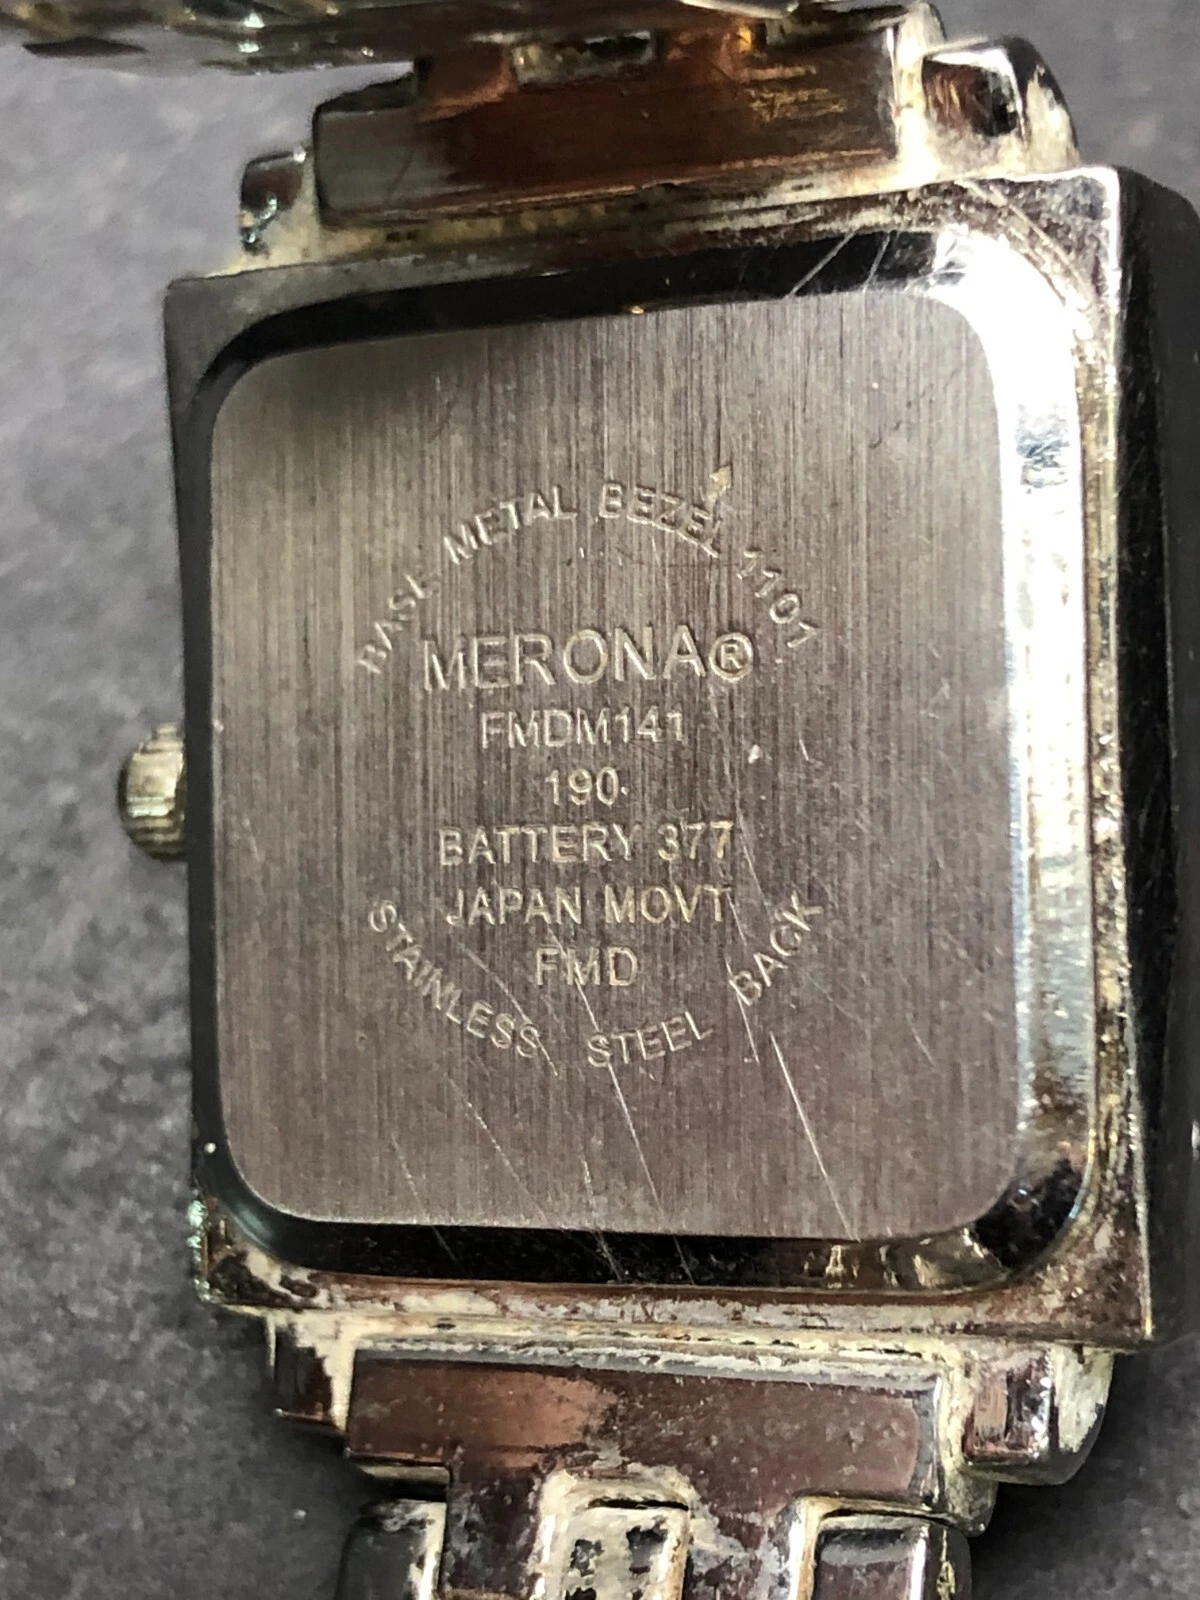 BASE METAL BEZEL 1101
MERONA®
FMDM141
190
BATTERY 377
JAPAN MOVT
FMD
STAINLESS STEEL BACK